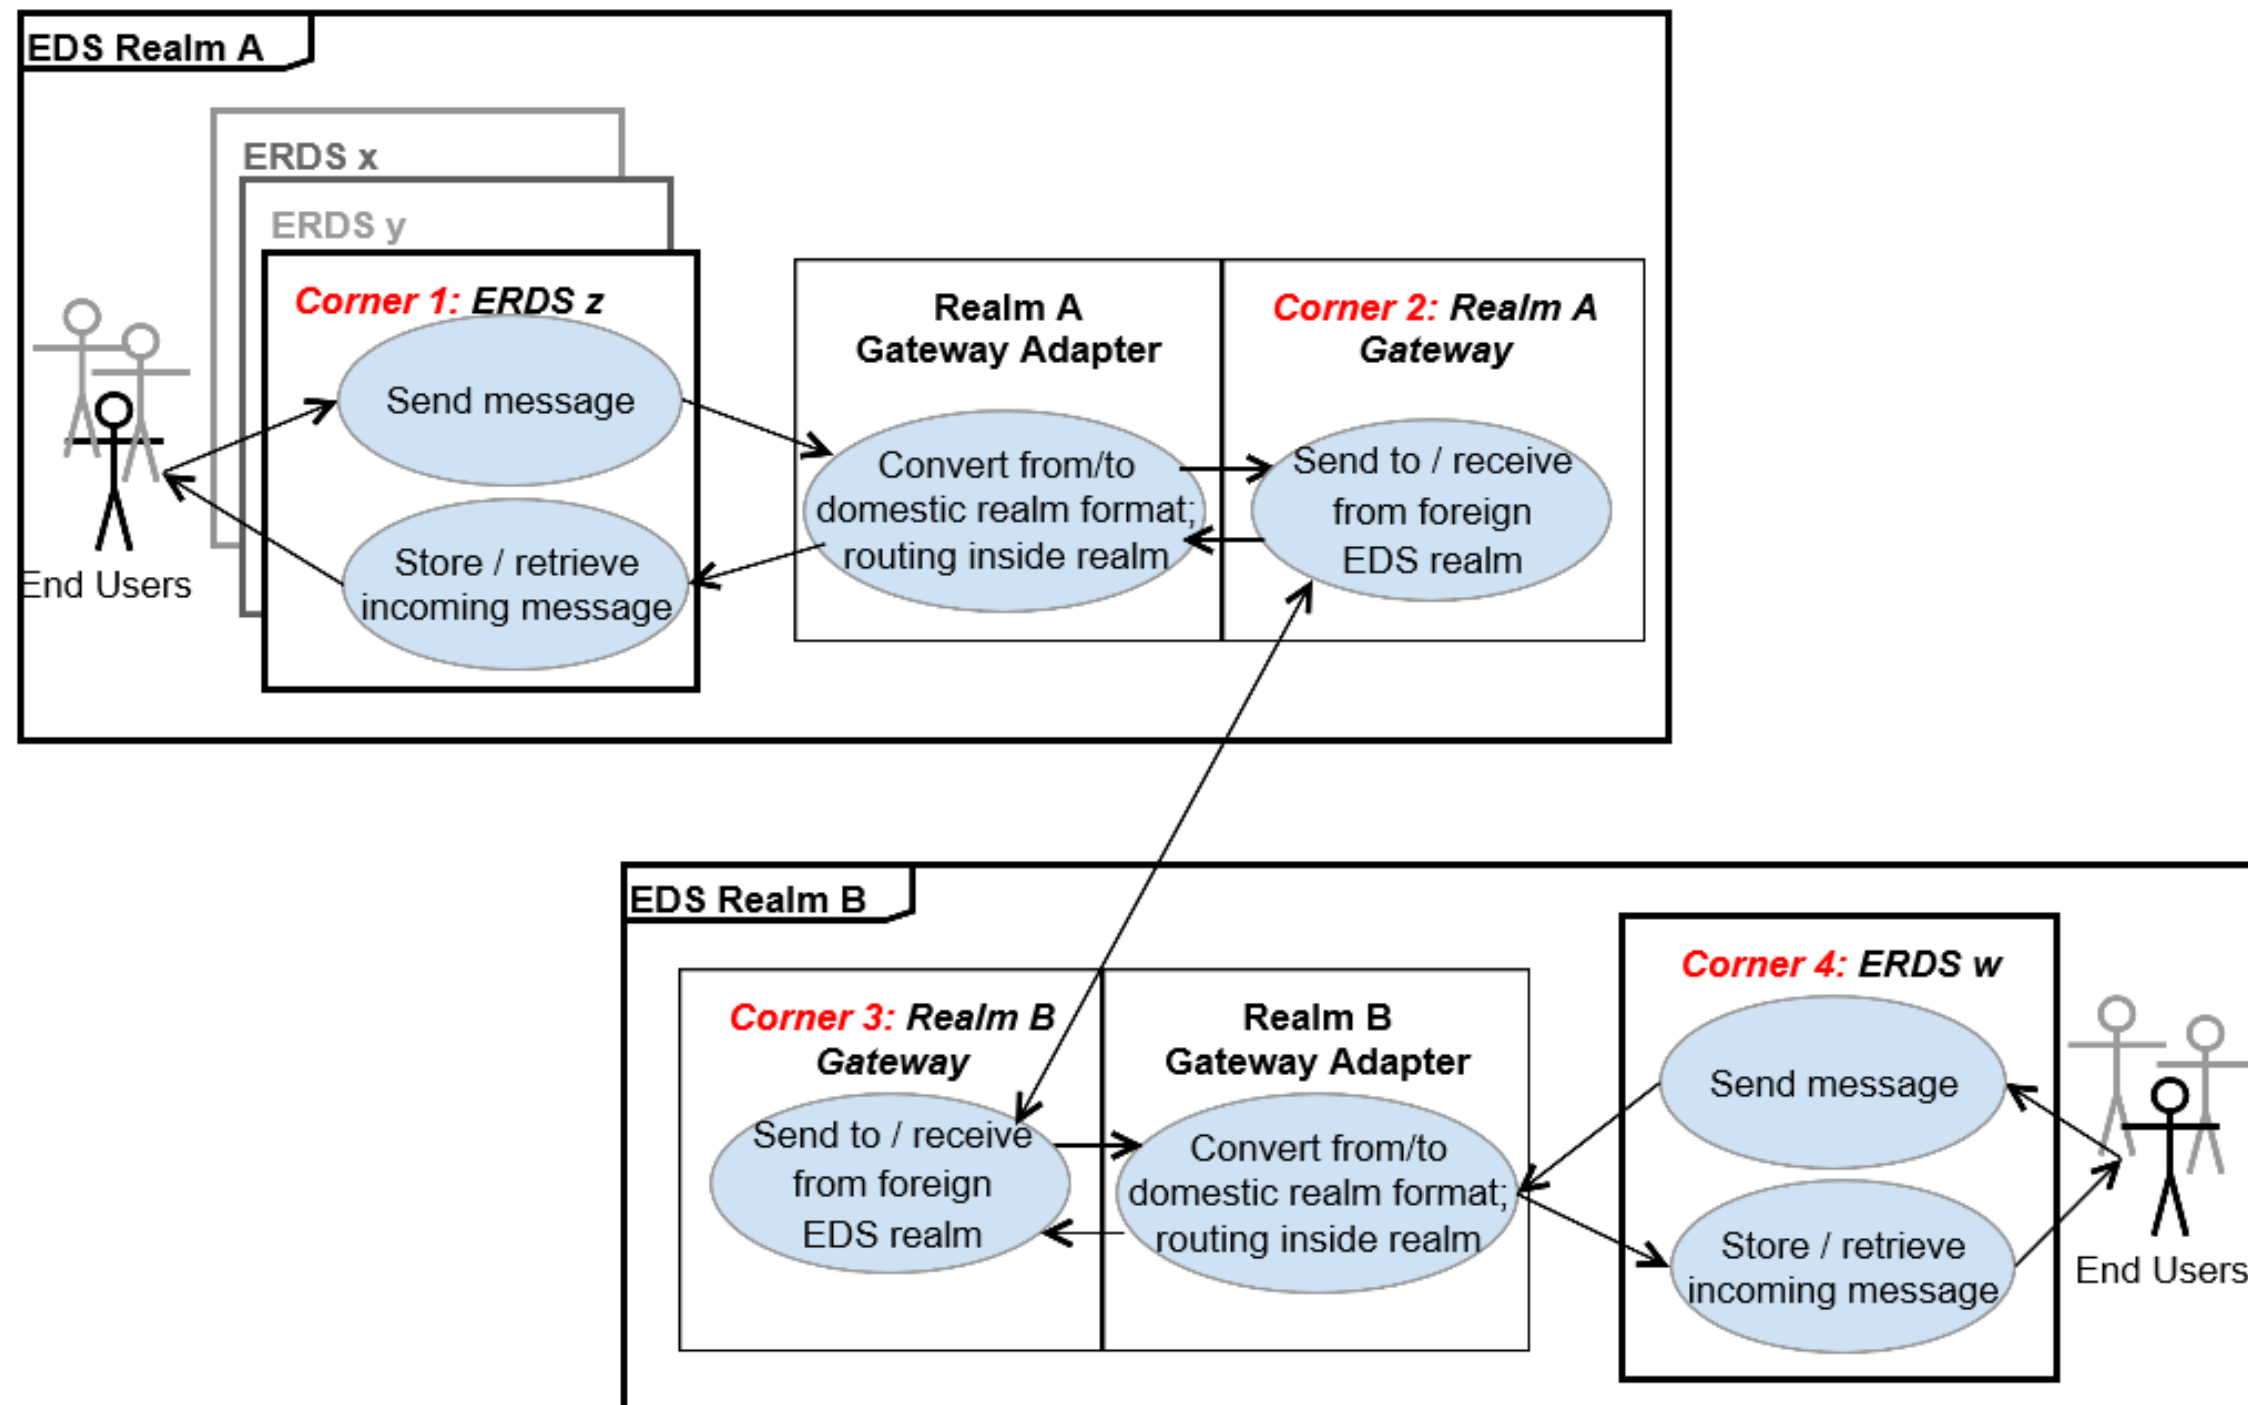 EDS Realm A
ERDS x
ERDS y
Corner 1: ERDS z
Send message
Store / retrieve
incoming message
End Users
Realm A
Gateway Adapter
Convert from/to
domestic realm format;
routing inside realm
Corner 2: Realm A
Gateway
Send to / receive
from foreign
EDS realm
EDS Realm B
Corner 3: Realm B
Gateway
Send to / receive
from foreign
EDS realm
Realm B
Gateway Adapter
Convert from/to
domestic realm format;
routing inside realm
Corner 4: ERDS w
Send message
Store / retrieve
incoming message
End Users